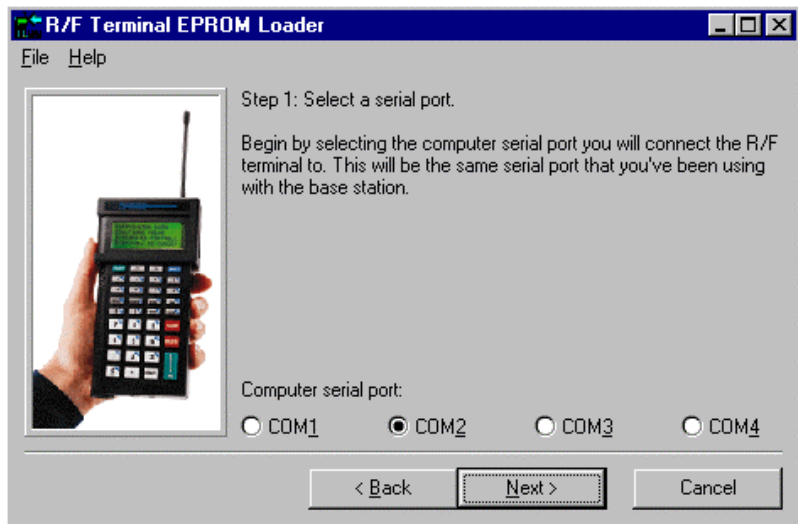 R/F Terminal EPROM Loader
File Help
Step 1: Select a serial port.
Begin by selecting the computer serial port you will connect the R/F
terminal to. This will be the same serial port that you've been using
with the base station.
Computer serial port:
COM1 COM2 COM3 COM4
< Back Next > Cancel